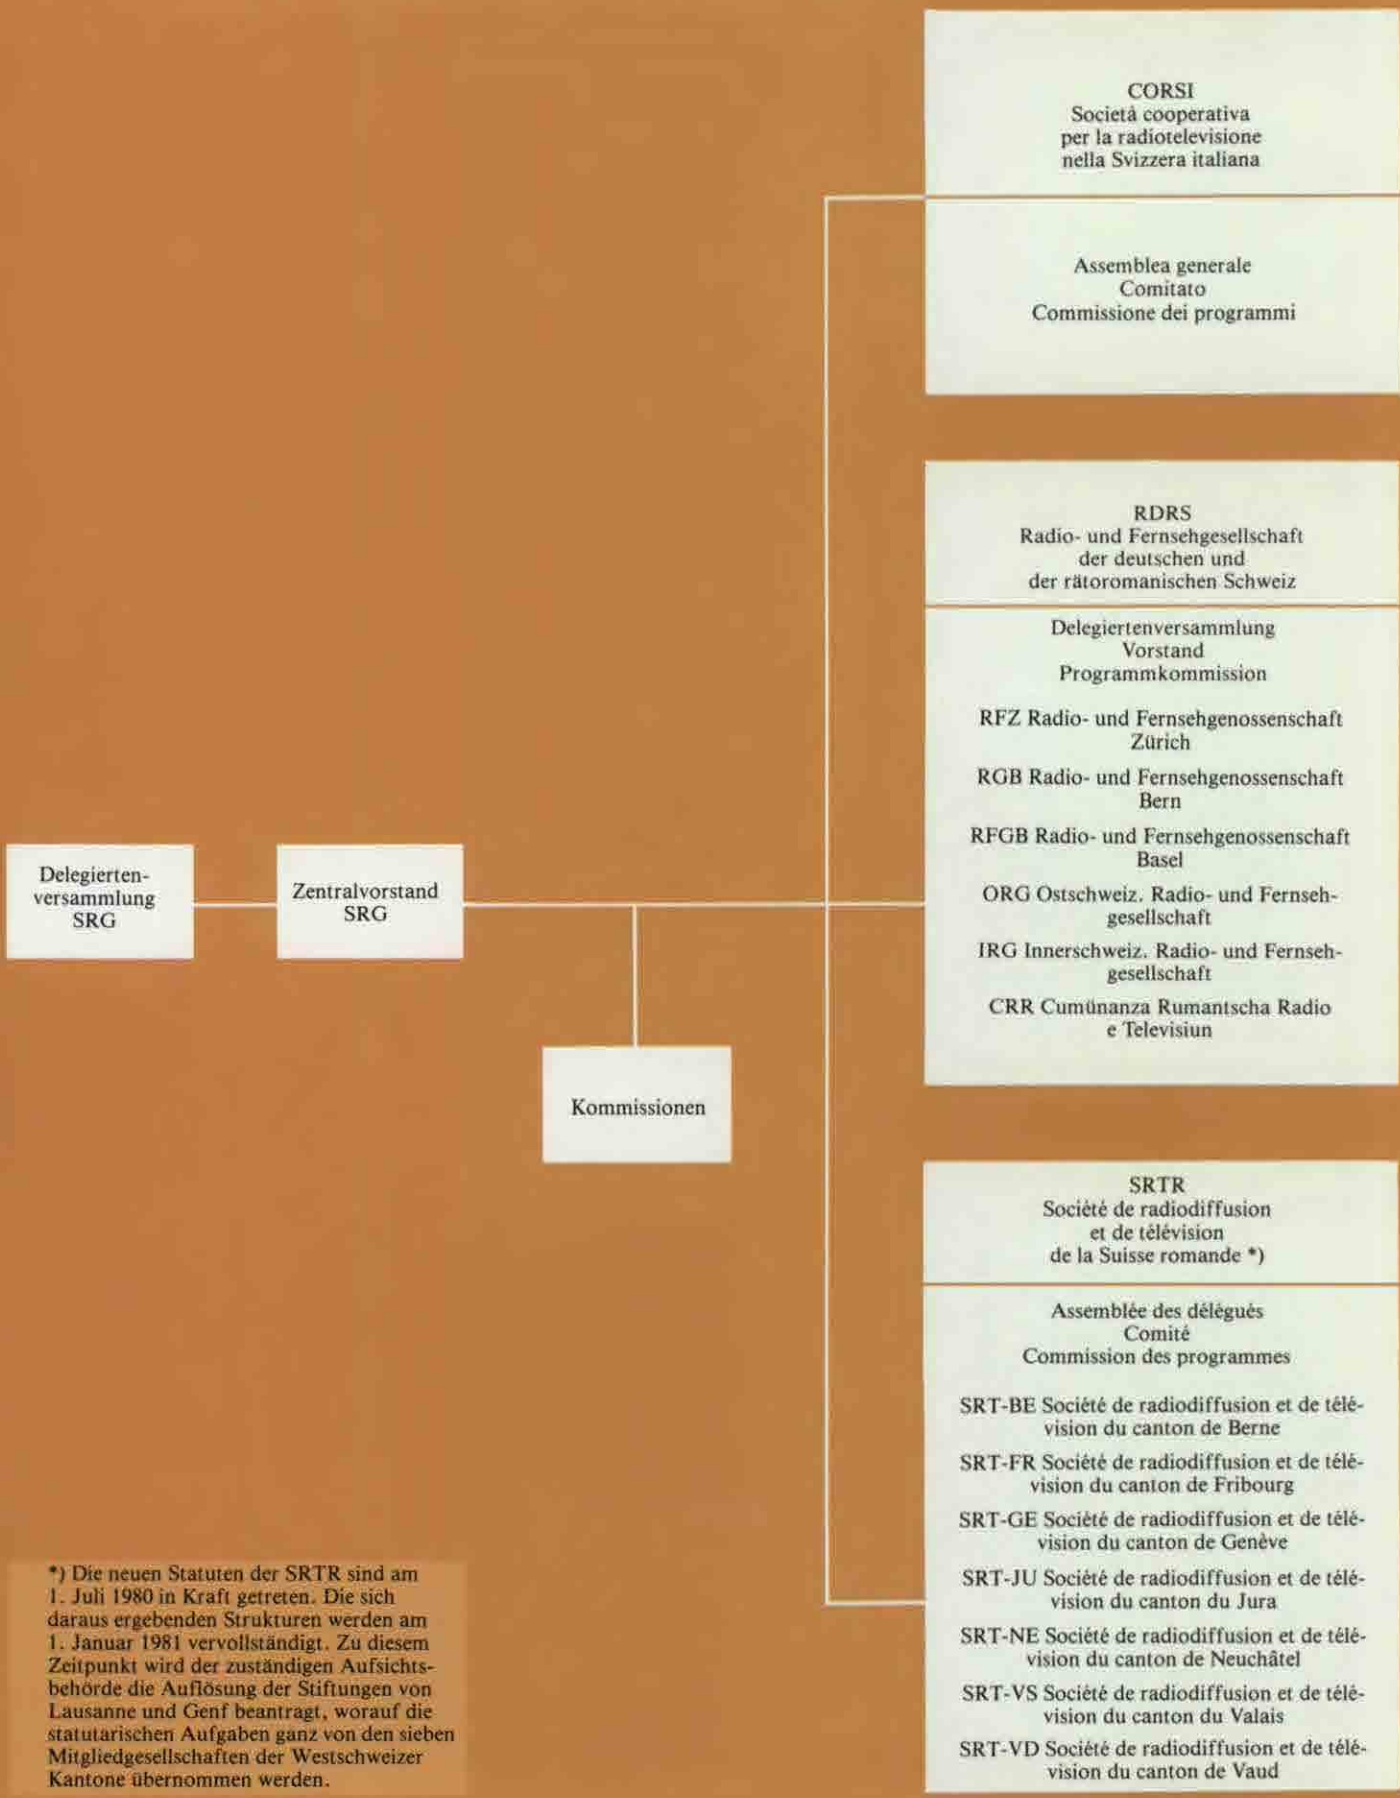 CORSI
Società cooperativa
per la radiotelevisione
nella Svizzera italiana
Assemblea generale
Comitato
Commissione dei programmi
RDRS
Radio- und Fernsehgesellschaft
der deutschen und
der rätoromanischen Schweiz
Delegiertenversammlung
Vorstand
Programmkommission
RFZ Radio- und Fernsehgenossenschaft
Zürich
RGB Radio- und Fernsehgenossenschaft
Bern
RFGB Radio- und Fernsehgenossenschaft
Basel
ORG Ostschweiz. Radio- und Fernseh-
gesellschaft
IRG Innerschweiz. Radio- und Fernseh-
gesellschaft
CRR Cumünanza Rumantscha Radio
e Televisiun
Delegierten-
versammlung
SRG
Zentralvorstand
SRG
Kommissionen
SRTR
Société de radiodiffusion
et de télévision
de la Suisse romande *)
Assemblée des délégués
Comité
Commission des programmes
SRT-BE Société de radiodiffusion et de télé-
vision du canton de Berne
SRT-FR Société de radiodiffusion et de télé-
vision du canton de Fribourg
SRT-GE Société de radiodiffusion et de télé-
vision du canton de Genève
SRT-JU Société de radiodiffusion et de télé-
vision du canton du Jura
SRT-NE Société de radiodiffusion et de télé-
vision du canton de Neuchâtel
SRT-VS Société de radiodiffusion et de télé-
vision du canton du Valais
SRT-VD Société de radiodiffusion et de télé-
vision du canton de Vaud
*) Die neuen Statuten der SRTR sind am
1. Juli 1980 in Kraft getreten. Die sich
daraus ergebenden Strukturen werden am
1. Januar 1981 vervollständigt. Zu diesem
Zeitpunkt wird der zuständigen Aufsichts-
behörde die Auflösung der Stiftungen von
Lausanne und Genf beantragt, worauf die
statutarischen Aufgaben ganz von den sieben
Mitgliedgesellschaften der Westschweizer
Kantone übernommen werden.